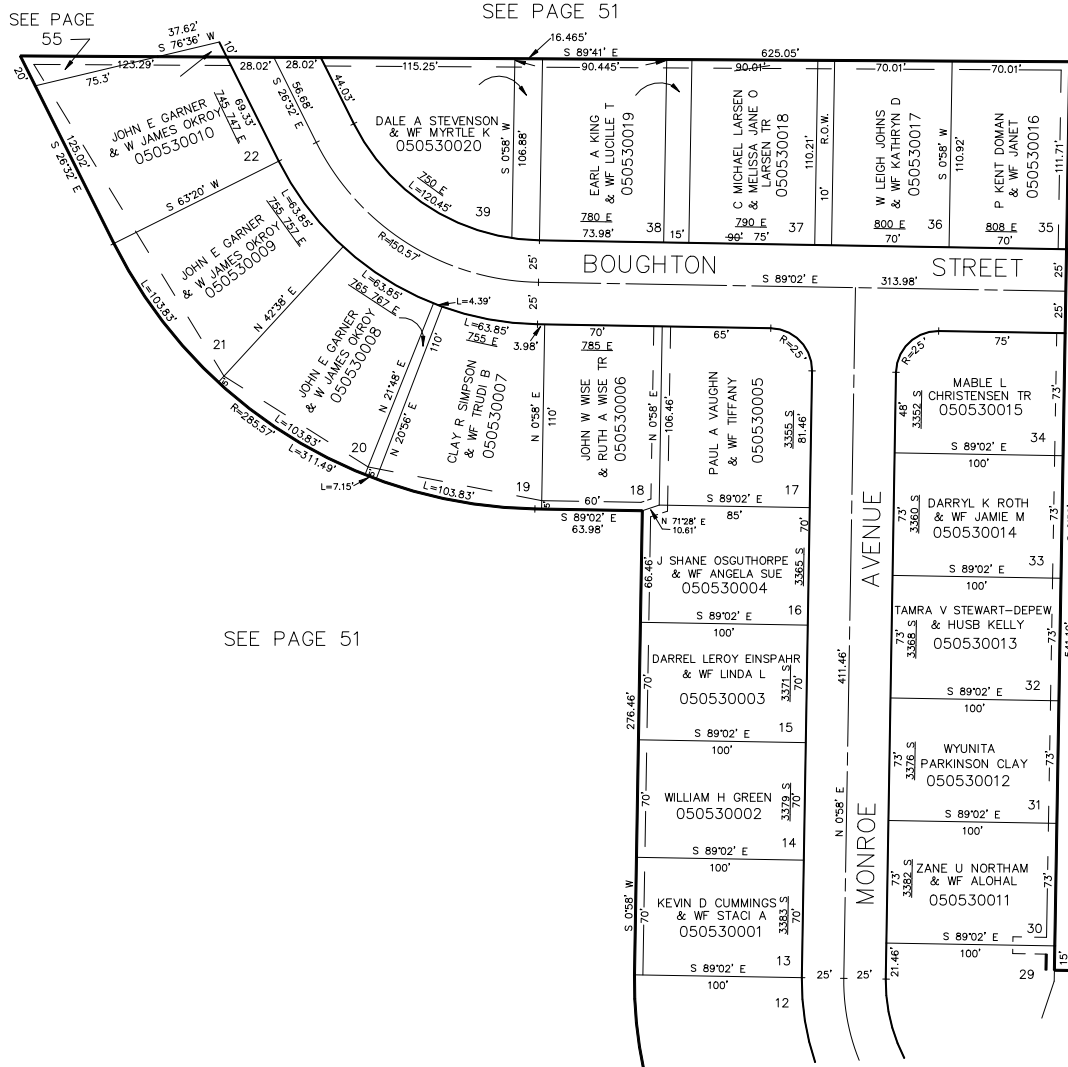 SEE PAGE
55
SEE PAGE 51
37.62'
S 76°36' W
10'
16.465'
S 89°41' E
625.05'
20'
75.3'
123.29'
28.02'
28.02'
115.25'
90.445'
90.01'
70.01'
70.01'
JOHN E GARNER
& W JAMES OKROY
050530010
745 747 E
69.33'
22
125.02'
S 26°32' E
S 63°20' W
56.68'
S 26°32' E
44.03'
DALE A STEVENSON
& WF MYRTLE K
050530020
750 E
L=120.45'
39
S 0°58' W
106.88'
EARL A KING
& WF LUCILLE T
050530019
780 E
73.98'
38
15'
C MICHAEL LARSEN
& MELISSA JANE O
LARSEN TR
050530018
790 E
90' 75'
37
110.21'
R.O.W.
10'
W LEIGH JOHNS
& WF KATHRYN D
050530017
800 E
70'
36
S 0°58' W
110.92'
P KENT DOMAN
& WF JANET
050530016
808 E
70'
35
111.71'
JOHN E GARNER
& W JAMES OKROY
050530009
755 757 E
L=63.85'
N 42°38' E
L=103.83'
21
5'
R=150.57'
25'
25'
BOUGHTON STREET
S 89°02' E
313.98'
25'
25'
JOHN E GARNER
& W JAMES OKROY
050530008
765 767 E
L=63.85'
L=4.39'
N 21°48' E
N 20°56' E
110'
L=103.83'
20
R=285.57'
L=311.49'
L=7.15'
5'
CLAY R SIMPSON
& WF TRUDI B
050530007
L=63.85'
755 E
3.98'
L=103.83'
19
N 0°58' E
110'
70'
785 E
JOHN W WISE
& RUTH A WISE TR
050530006
N 0°58' E
106.46'
18
60'
5'
S 89°02' E
63.98'
N 71°28' E
10.61'
65'
R=25'
PAUL A VAUGHN
& WF TIFFANY
050530005
3355 S
81.46'
17
S 89°02' E
85'
R=25'
75'
MABLE L
CHRISTENSEN TR
050530015
48'
3352 S
73'
34
S 89°02' E
100'
J SHANE OSGUTHORPE
& WF ANGELA SUE
050530004
66.46'
70'
3365 S
16
S 89°02' E
100'
DARRYL K ROTH
& WF JAMIE M
050530014
73'
3360 S
73'
33
S 89°02' E
100'
SEE PAGE 51
DARREL LEROY EINSPAHR
& WF LINDA L
050530003
70'
3371 S
70'
15
S 89°02' E
100'
276.46'
TAMRA V STEWART-DEPEW
& HUSB KELLY
050530013
73'
3368 S
73'
32
S 89°02' E
100'
411.46'
N 0°58' E
MONROE AVENUE
WILLIAM H GREEN
050530002
70'
3379 S
70'
14
S 89°02' E
100'
WYUNITA
PARKINSON CLAY
050530012
73'
3376 S
73'
31
S 89°02' E
100'
KEVIN D CUMMINGS
& WF STACI A
050530001
S 0°58' W
70'
3383 S
70'
13
S 89°02' E
100'
12
ZANE U NORTHAM
& WF ALOHAL
050530011
73'
3382 S
73'
30
S 89°02' E
100'
21.46'
25'
25'
29
15'